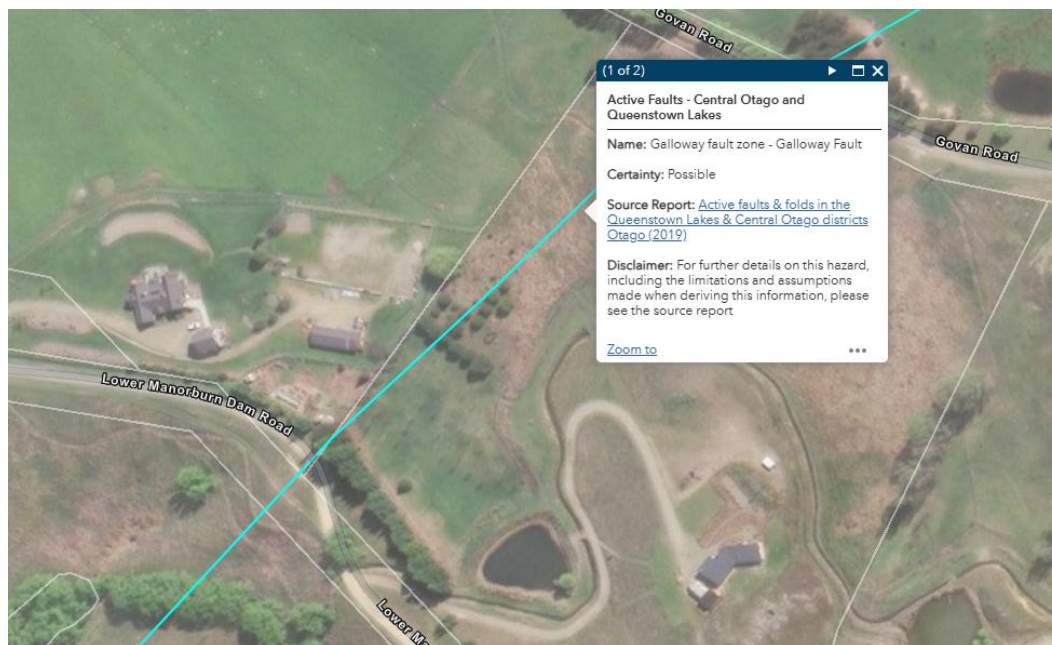 Govan Road
(1 of 2)
Active Faults - Central Otago and
Queenstown Lakes
Name: Galloway fault zone - Galloway Fault
Certainty: Possible
Source Report: Active faults & folds in the
Queenstown Lakes & Central Otago districts
Otago (2019)
Disclaimer: For further details on this hazard,
including the limitations and assumptions
made when deriving this information, please
see the source report
Zoom to
Govan Road
Lower Manorburn Dam Road
Lower Ma